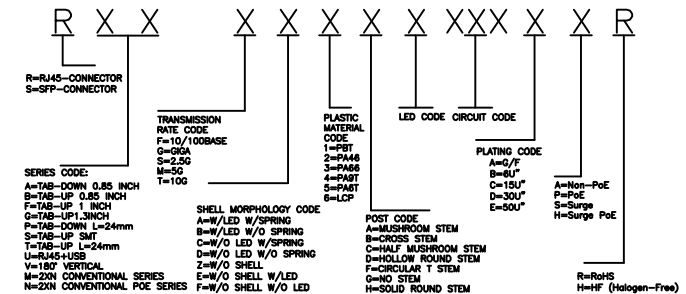 R X X X X X X X XXX X X R
R=RJ45-CONNECTOR
S=SFP-CONNECTOR
SERIES CODE:
A=TAB-DOWN 0.85 INCH
B=TAB-UP 0.85 INCH
F=TAB-UP 1 INCH
G=TAB-UP1.3INCH
P=TAB-DOWN L=24mm
S=TAB-UP SMT
T=TAB-UP L=24mm
U=RJ45+USB
V=180° VERTICAL
M=2XN CONVENTIONAL SERIES
N=2XN CONVENTIONAL POE SERIES
TRANSMISSION
RATE CODE
F=10/100BASE
G=GIGA
S=2.5G
M=5G
T=10G
SHELL MORPHOLOGY CODE
A=W/LED W/SPRING
B=W/LED W/O SPRING
C=W/O LED W/SPRING
D=W/O LED W/O SPRING
Z=W/O SHELL
E=W/O SHELL W/LED
F=W/O SHELL W/O LED
PLASTIC
MATERIAL
CODE
1=PBT
2=PA46
3=PA66
4=PA9T
5=PA6T
6=LCP
POST CODE
A=MUSHROOM STEM
B=CROSS STEM
C=HALF MUSHROOM STEM
D=HOLLOW ROUND STEM
F=CIRCULAR T STEM
G=NO STEM
H=SOLID ROUND STEM
LED CODE
CIRCUIT CODE
PLATING CODE
A=G/F
B=6U"
C=15U"
D=30U"
E=50U"
A=Non-PoE
P=PoE
S=Surge
H=Surge PoE
R=RoHS
H=HF (Halogen-Free)